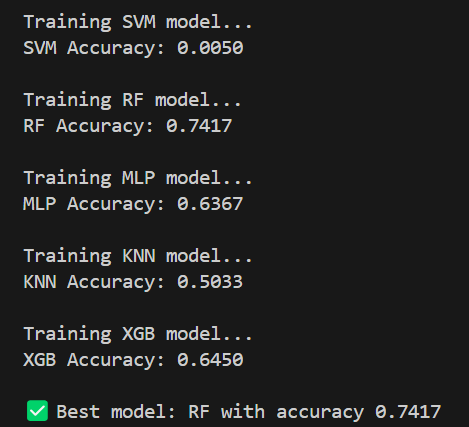 Training SVM model...
SVM Accuracy: 0.0050
Training RF model...
RF Accuracy: 0.7417
Training MLP model...
MLP Accuracy: 0.6367
Training KNN model...
KNN Accuracy: 0.5033
Training XGB model...
XGB Accuracy: 0.6450
✅ Best model: RF with accuracy 0.7417